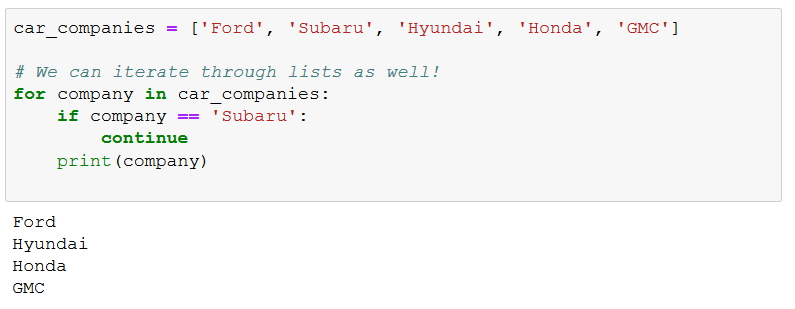 car_companies = ['Ford', 'Subaru', 'Hyundai', 'Honda', 'GMC']
# We can iterate through lists as well!
for company in car_companies:
    if company == 'Subaru':
        continue
    print(company)
Ford
Hyundai
Honda
GMC